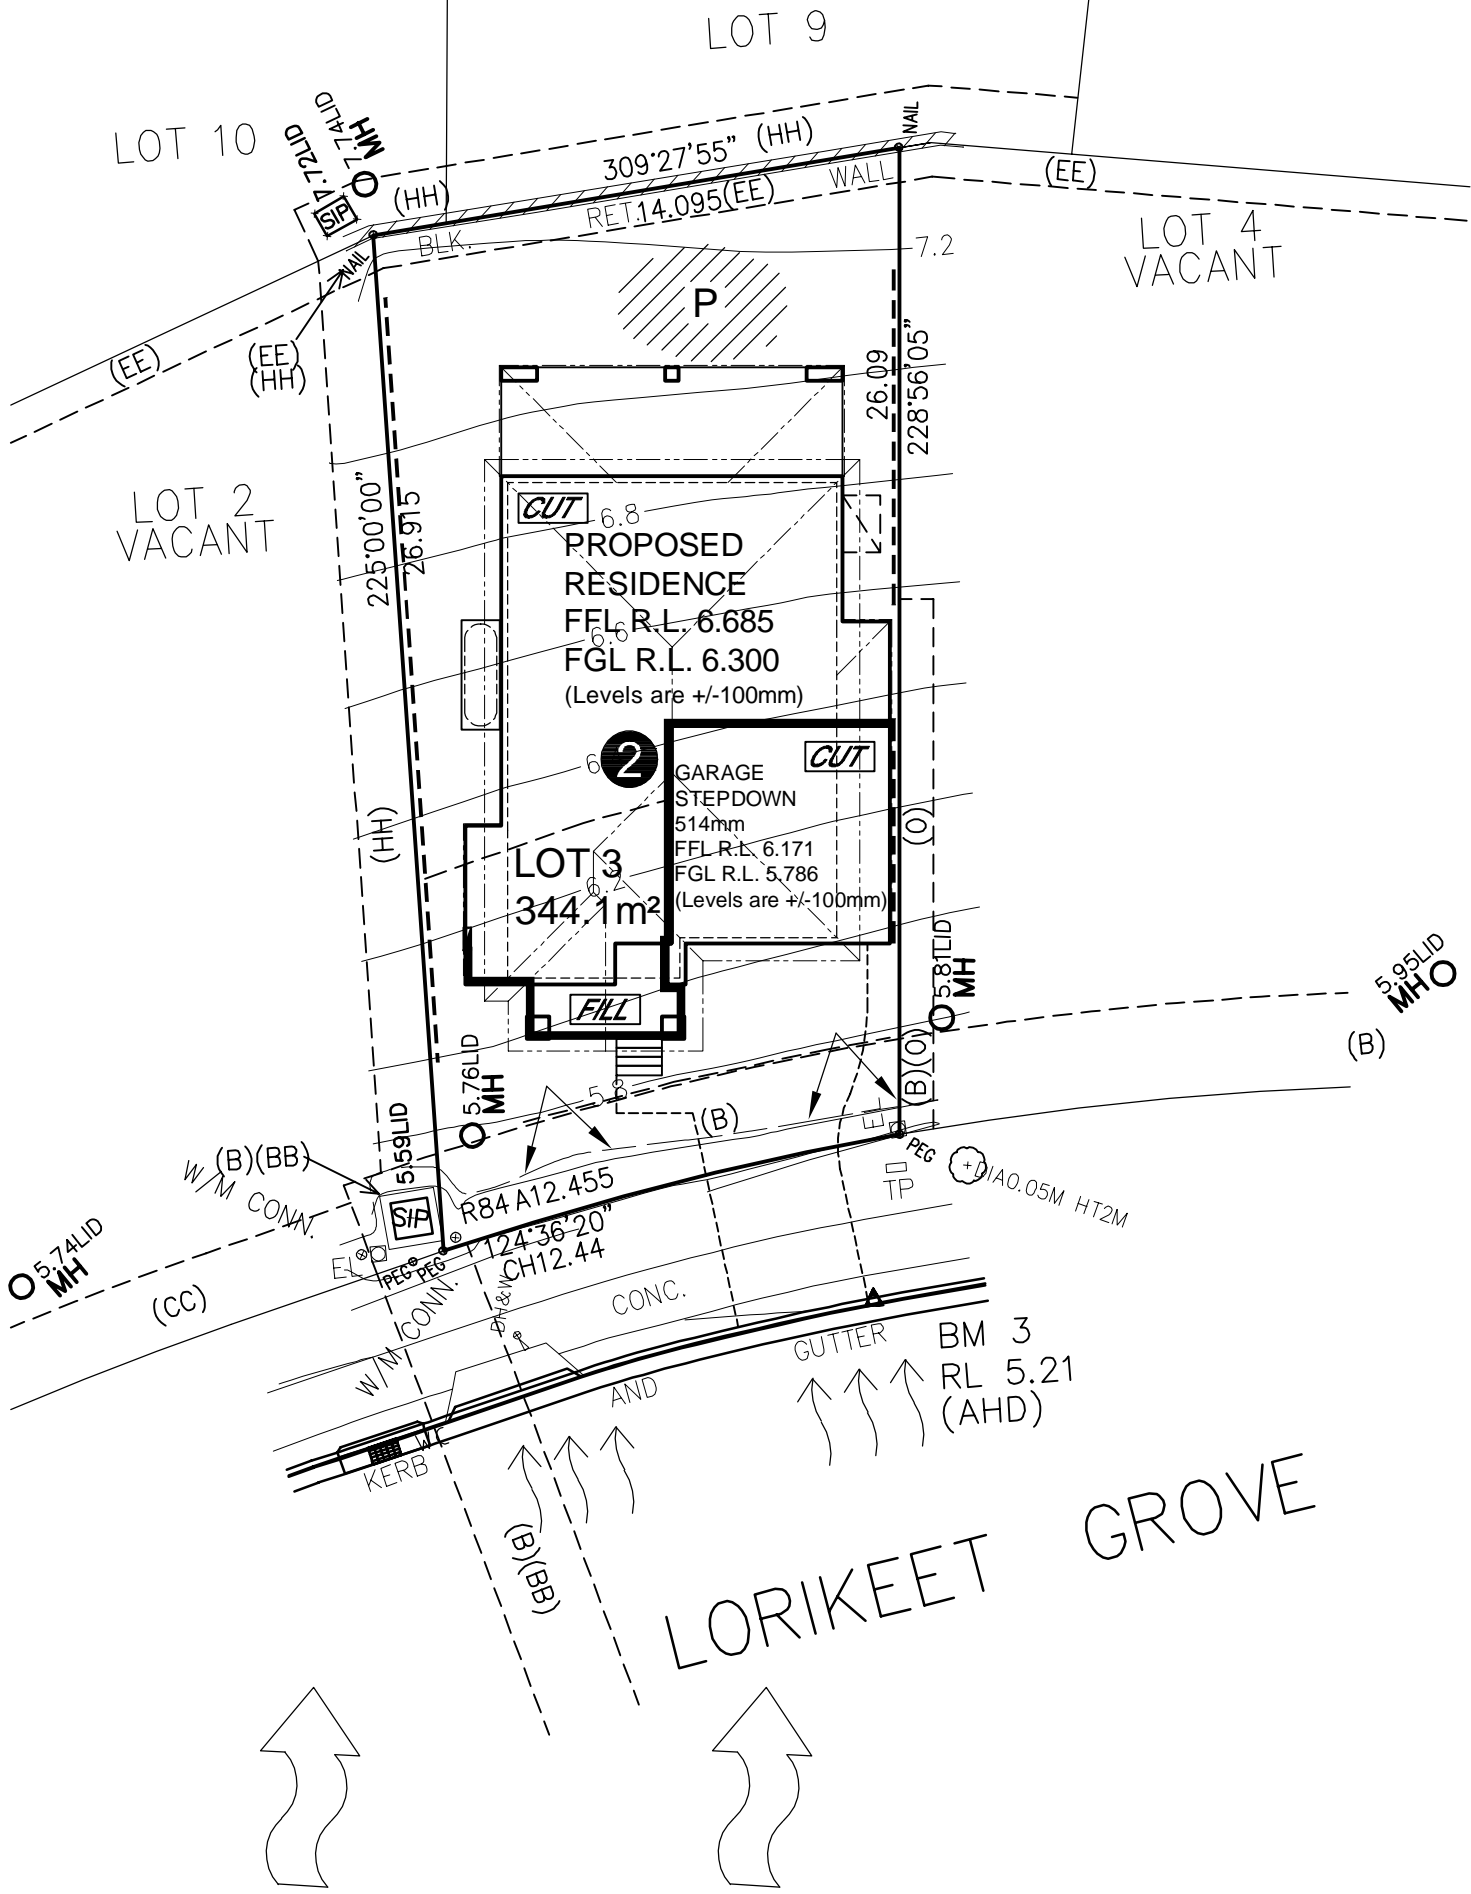 LOT 9
LOT 10
7.72LID
7.74LID
MH
NAIL
309°27'55" (HH)
(HH)
SIP
RET.
14.095(EE)
WALL
BLK.
(EE)
NAIL
7.2
LOT 4
VACANT
P
(EE)
(EE)
(HH)
26.09
228°56'05"
LOT 2
VACANT
225°00'00"
26.915
CUT
6.8
PROPOSED
RESIDENCE
FFL R.L. 6.685
6.6
FGL R.L. 6.300
(Levels are +/-100mm)
2
CUT
GARAGE
STEPDOWN
514mm
FFL R.L. 6.171
FGL R.L. 5.786
(Levels are +/-100mm)
(HH)
(O)
LOT 3
6.2
344.1m²
FILL
5.81LID
MH
5.95LID
MH
(B)
(B)(O)
5.76LID
MH
5.8
(B)
EL
5.59LID
(B)(BB)
W/M CONN.
PEG
TP
DIA0.05M HT2M
SIP
R84 A12.455
124°36'20"
CH12.44
5.74LID
MH
EL
PEG
PEG
(CC)
W/M CONN.
DH&W
CONC.
GUTTER
BM 3
RL 5.21
(AHD)
AND
KERB
(B)(BB)
LORIKEET GROVE